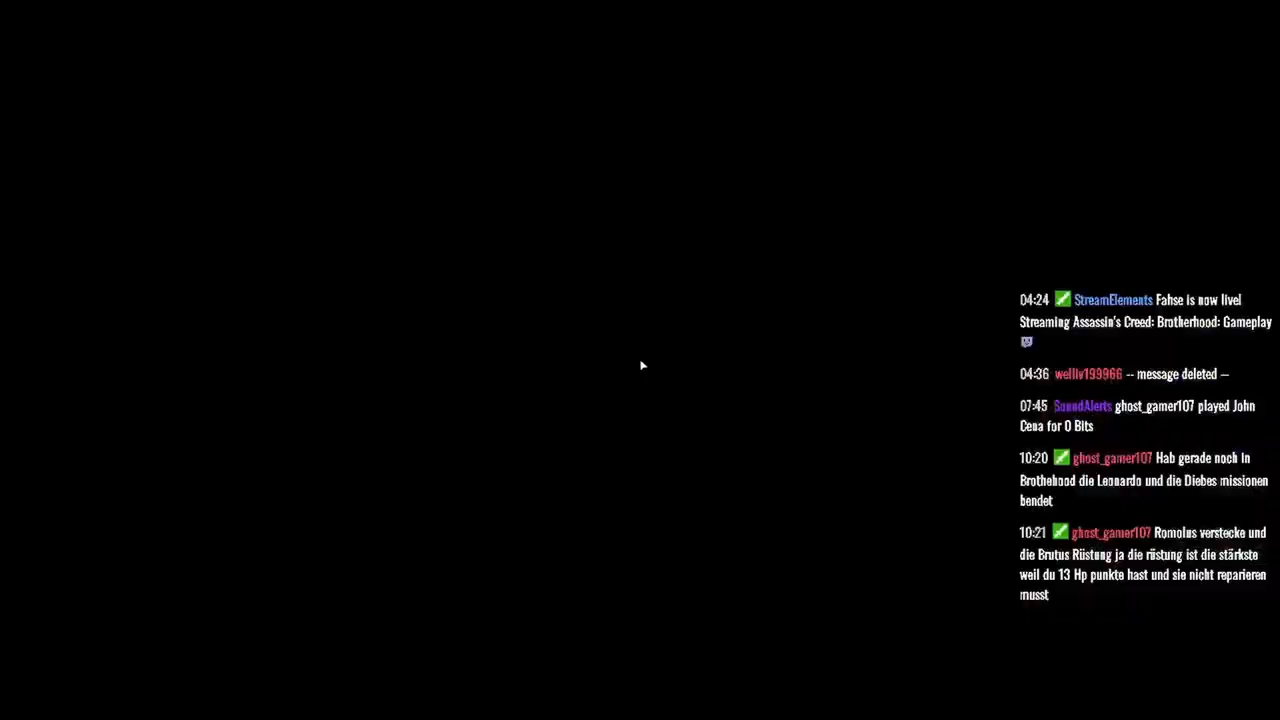 04:24 StreamElements Fahse is now live!
Streaming Assassin's Creed: Brotherhood: Gameplay
04:36 welliv199966 -- message deleted --
07:45 SoundAlerts ghost_gamer107 played John
Cena for 0 Bits
10:20 ghost_gamer107 Hab gerade noch in
Brothehood die Leonardo und die Diebes missionen
bendet
10:21 ghost_gamer107 Romolus verstecke und
die Brutus Rüstung ja die rüstung ist die stärkste
weil du 13 Hp punkte hast und sie nicht reparieren
musst